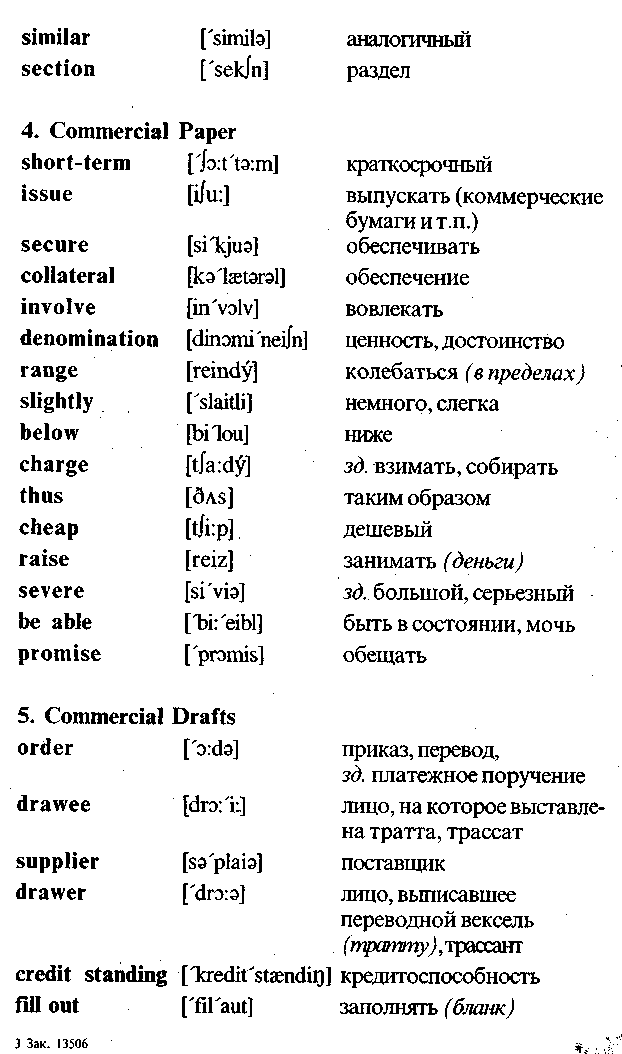 similar [´similə] аналогичный
section [´sekʃn] раздел
4. Commercial Paper
short-term [´ʃɔ:t´tə:m] краткосрочный
issue [iʃu:] выпускать (коммерческие
бумаги и т.п.)
secure [si´kjuə] обеспечивать
collateral [kə´lætərəl] обеспечение
involve [in´vɔlv] вовлекать
denomination [dinɔmi´neiʃn] ценность, достоинство
range [reindý] колебаться (в пределах)
slightly [´slaitli] немного, слегка
below [bi´lou] ниже
charge [tʃa:dý] зд. взимать, собирать
thus [ðʌs] таким образом
cheap [tʃi:p] дешевый
raise [reiz] занимать (деньги)
severe [si´viə] зд. большой, серьезный
be able [´bi:´eibl] быть в состоянии, мочь
promise [´prɔmis] обещать
5. Commercial Drafts
order [´ɔ:də] приказ, перевод,
зд. платежное поручение
drawee [drɔ:´i:] лицо, на которое выставле-
на тратта, трассат
supplier [sə´plaiə] поставщик
drawer [´drɔ:ə] лицо, выписавшее
переводной вексель
(тратту), трассант
credit standing [´kredit´stændiŋ] кредитоспособность
fill out [´fil´aut] заполнять (бланк)
3 Зак. 13506